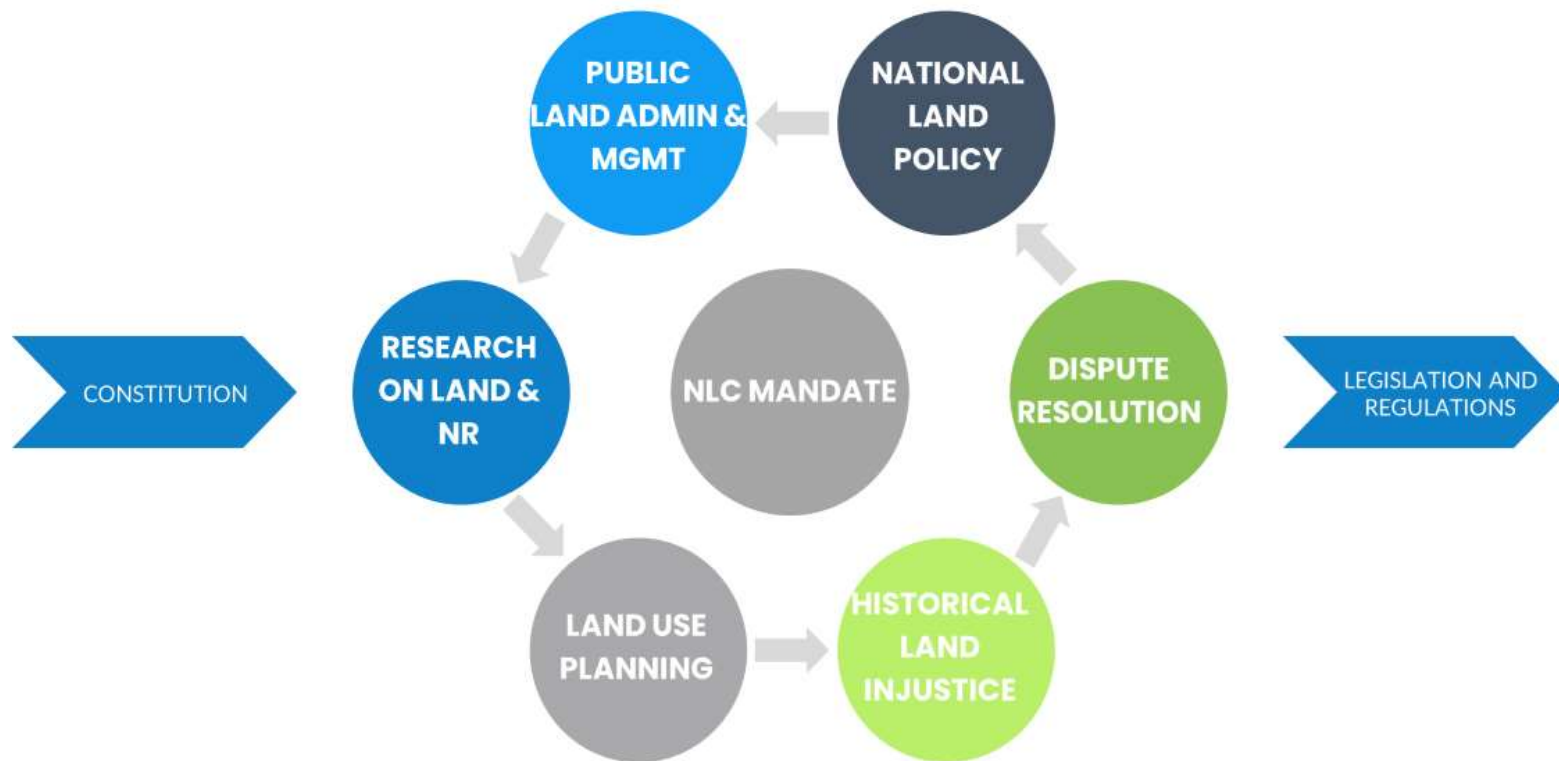 PUBLIC
LAND ADMIN &
MGMT
NATIONAL
LAND
POLICY
CONSTITUTION
RESEARCH
ON LAND &
NR
NLC MANDATE
DISPUTE
RESOLUTION
LEGISLATION AND
REGULATIONS
LAND USE
PLANNING
HISTORICAL
LAND
INJUSTICE